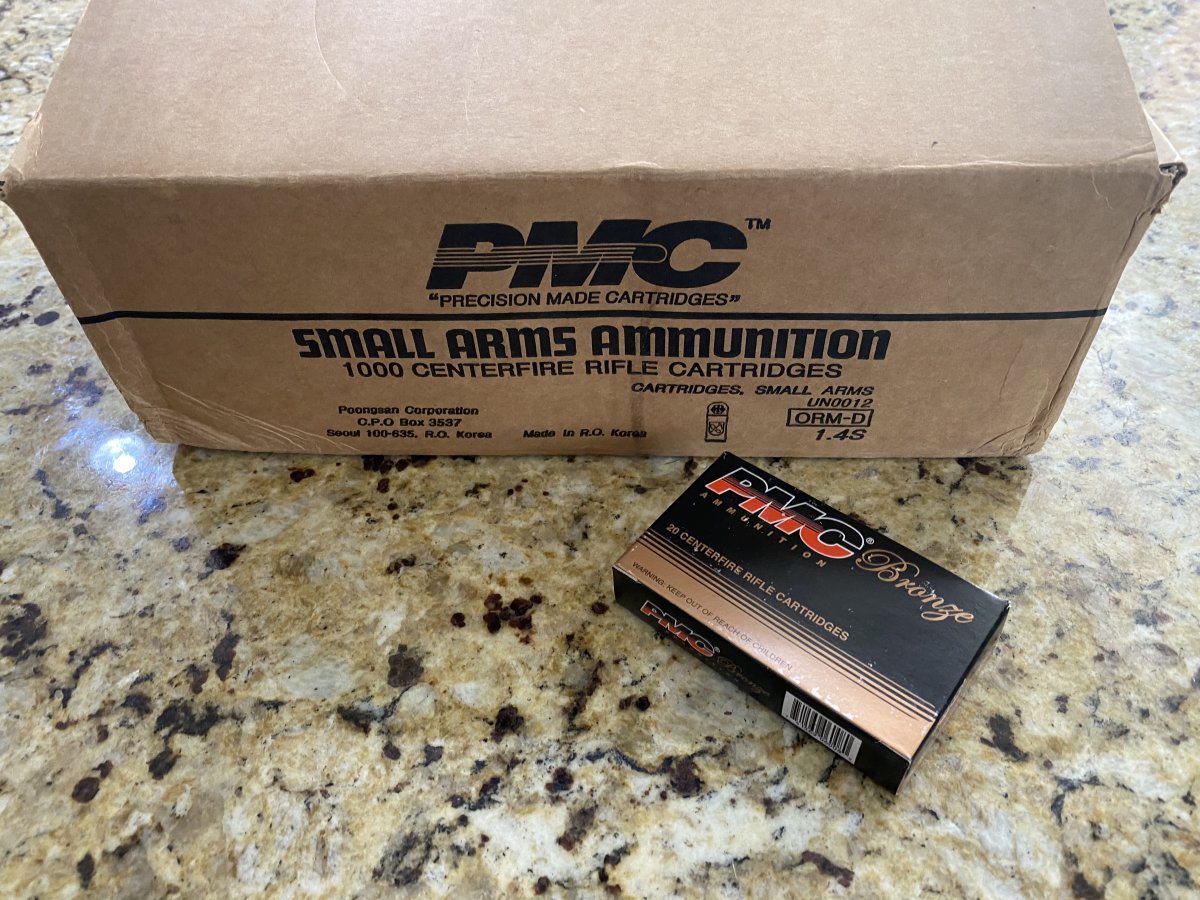 PMC™
"PRECISION MADE CARTRIDGES"
SMALL ARMS AMMUNITION
1000 CENTERFIRE RIFLE CARTRIDGES
CARTRIDGES, SMALL ARMS
UN0012
ORM-D
1.4S
Poongsan Corporation
C.P.O Box 3537
Seoul 100-635, R.O. Korea
Made in R.O. Korea
PMC® Bronze
AMMUNITION
20 CENTERFIRE RIFLE CARTRIDGES
WARNING: KEEP OUT OF REACH OF CHILDREN
PMC® Bronze